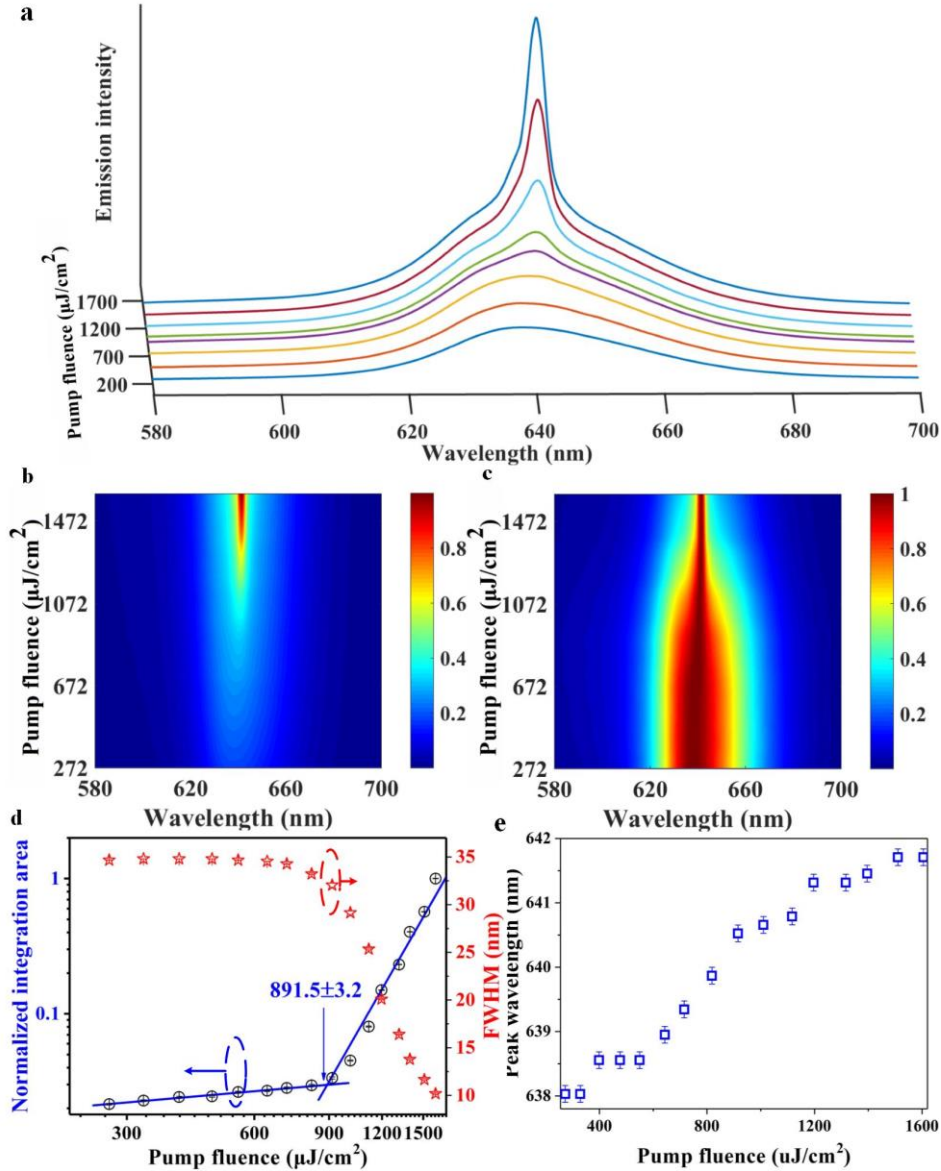 a
Emission intensity
Pump fluence (μJ/cm²)
1700
1200
700
200
580 600 620 640 660 680 700
Wavelength (nm)
b
Pump fluence (μJ/cm²)
1472
1072
672
272
580 620 660 700
Wavelength (nm)
0.8
0.6
0.4
0.2
c
Pump fluence (μJ/cm²)
1472
1072
672
272
580 620 660 700
Wavelength (nm)
1
0.8
0.6
0.4
0.2
d
Normalized integration area
1
0.1
891.5±3.2
35
30
25
20
15
10
FWHM (nm)
300 600 900 1200 1500
Pump fluence (μJ/cm²)
e
Peak wavelength (nm)
642
641
640
639
638
400 800 1200 1600
Pump fluence (uJ/cm²)